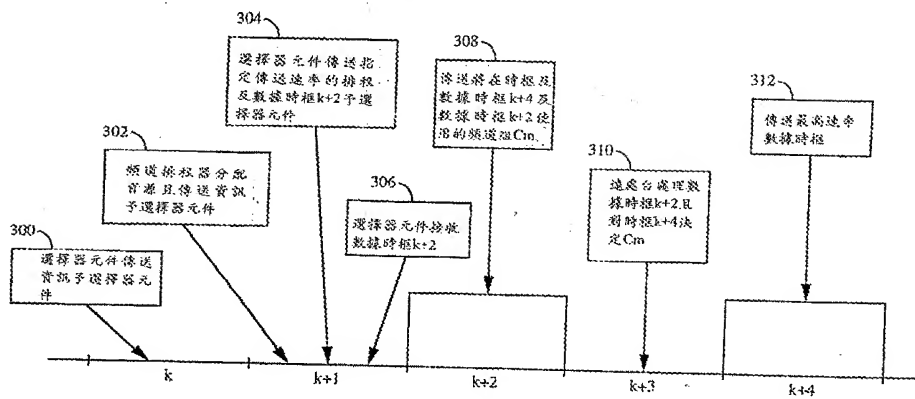 304
選擇器元件傳送指
定傳送速率的排程
及數據時框k+2予選
擇器元件
308
傳送將在時框及
數據時框k+4及
數據時框k+2使
用的頻道組Cm
312
傳送最高速率
數據時框
302
頻道排程器分配
資源且傳送資訊
予選擇器元件
310
遠處台處理數
據時框k+2,且
對時框k+4決
定Cm
306
選擇器元件接收
數據時框k+2
300
選擇器元件傳送
資訊予選擇器元
件
k
k+1
k+2
k+3
k+4